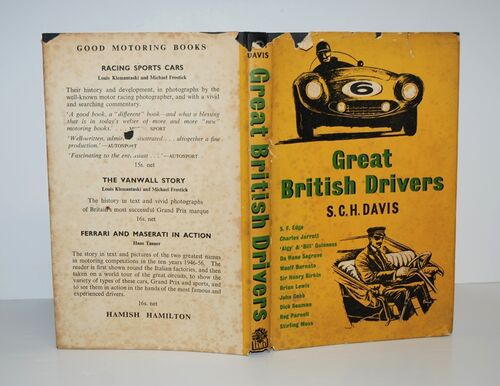 GOOD MOTORING BOOKS
RACING SPORTS CARS
Louis Klemantaski and Michael Frostick
Their history and development, in photographs by the
well-known motor racing photographer, and with a vivid
and searching commentary.
'A good book, a "different" book—and what a blessing
that is in today's welter of more and more "new"
motoring books.' SPORT
'Well-written, admirably illustrated . . . altogether a fine
production.'—AUTOSPORT
'Fascinating to the . . .'—AUTOSPORT
15s. net
THE VANWALL STORY
Louis Klemantaski and Michael Frostick
The history in text and vivid photographs
of Britain's most successful Grand Prix marque
16s. net
FERRARI AND MASERATI IN ACTION
Hans Tanner
The story in text and pictures of the two greatest names
in motoring competitions in the ten years 1946-56. The
reader is first shown round the Italian factories, and then
taken on a world tour of the great circuits, to show the
variety of types of these cars, Grand Prix and sports, and
to see them in action in the hands of the most famous and
experienced drivers.
16s. net
HAMISH HAMILTON
DAVIS
Great British Drivers
6
Great
British Drivers
S.C.H. DAVIS
S. F. Edge
Charles Jarrott
'Algy' & 'Bill' Guinness
De Hane Segrave
Woolf Barnato
Sir Henry Birkin
Brian Lewis
John Cobb
Dick Seaman
Reg Parnell
Stirling Moss